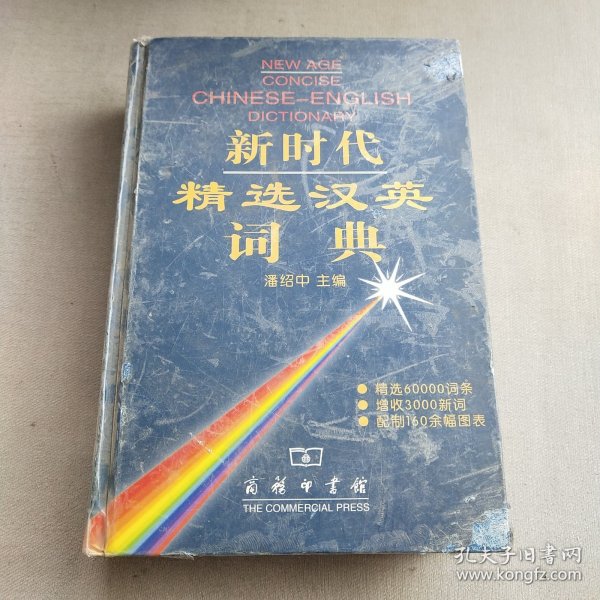 NEW AGE
CONCISE
CHINESE-ENGLISH
DICTIONARY
新时代
精选汉英
词典
潘绍中 主编
●精选60000词条
●增收3000新词
●配制160余幅图表
商務印書館
THE COMMERCIAL PRESS
孔夫子旧书网
www.kongfz.com